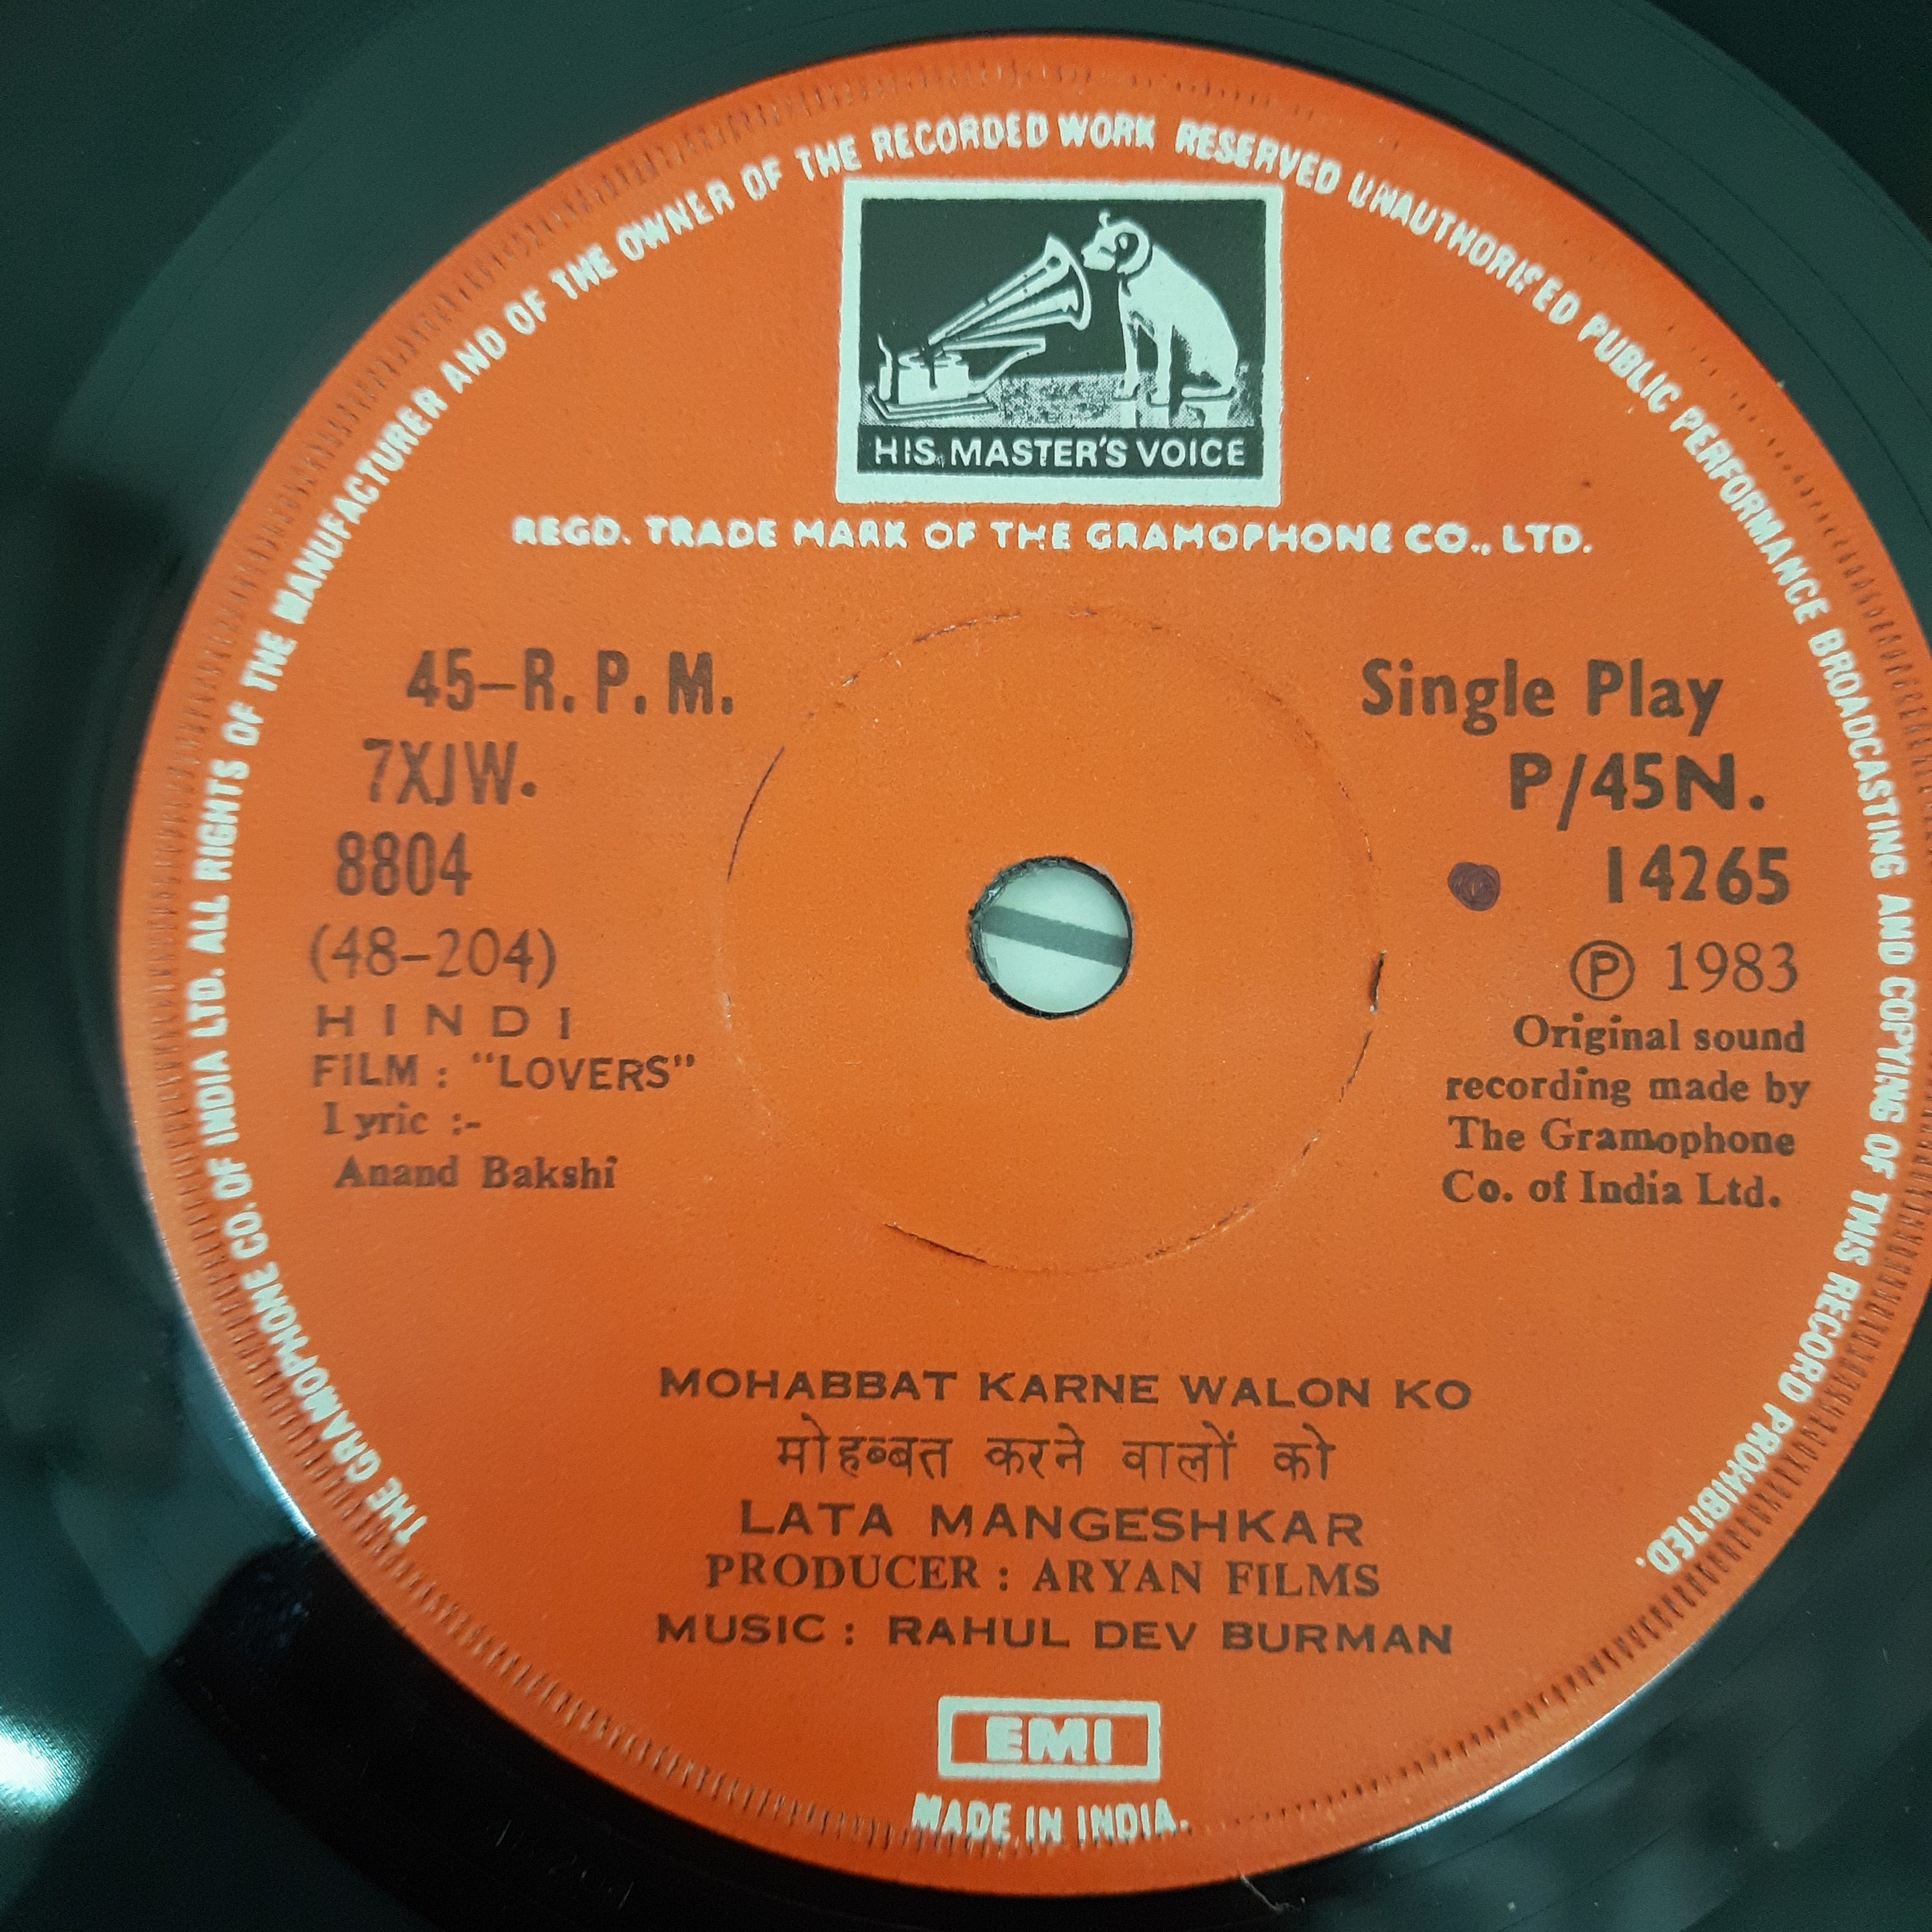 THE GRAMOPHONE CO. OF INDIA LTD. ALL RIGHTS OF THE MANUFACTURER AND OF THE OWNER OF THE RECORDED WORK RESERVED UNAUTHORISED PUBLIC PERFORMANCE BROADCASTING AND COPYING OF THIS RECORD PROHIBITED.
HIS MASTER'S VOICE
REGD. TRADE MARK OF THE GRAMOPHONE CO., LTD.
45-R. P. M.
7XJW.
8804
(48-204)
HINDI
FILM : "LOVERS"
Lyric :-
Anand Bakshi
Single Play
P/45N.
14265
℗ 1983
Original sound
recording made by
The Gramophone
Co. of India Ltd.
MOHABBAT KARNE WALON KO
मोहब्बत करने वालों को
LATA MANGESHKAR
PRODUCER : ARYAN FILMS
MUSIC : RAHUL DEV BURMAN
EMI
MADE IN INDIA.